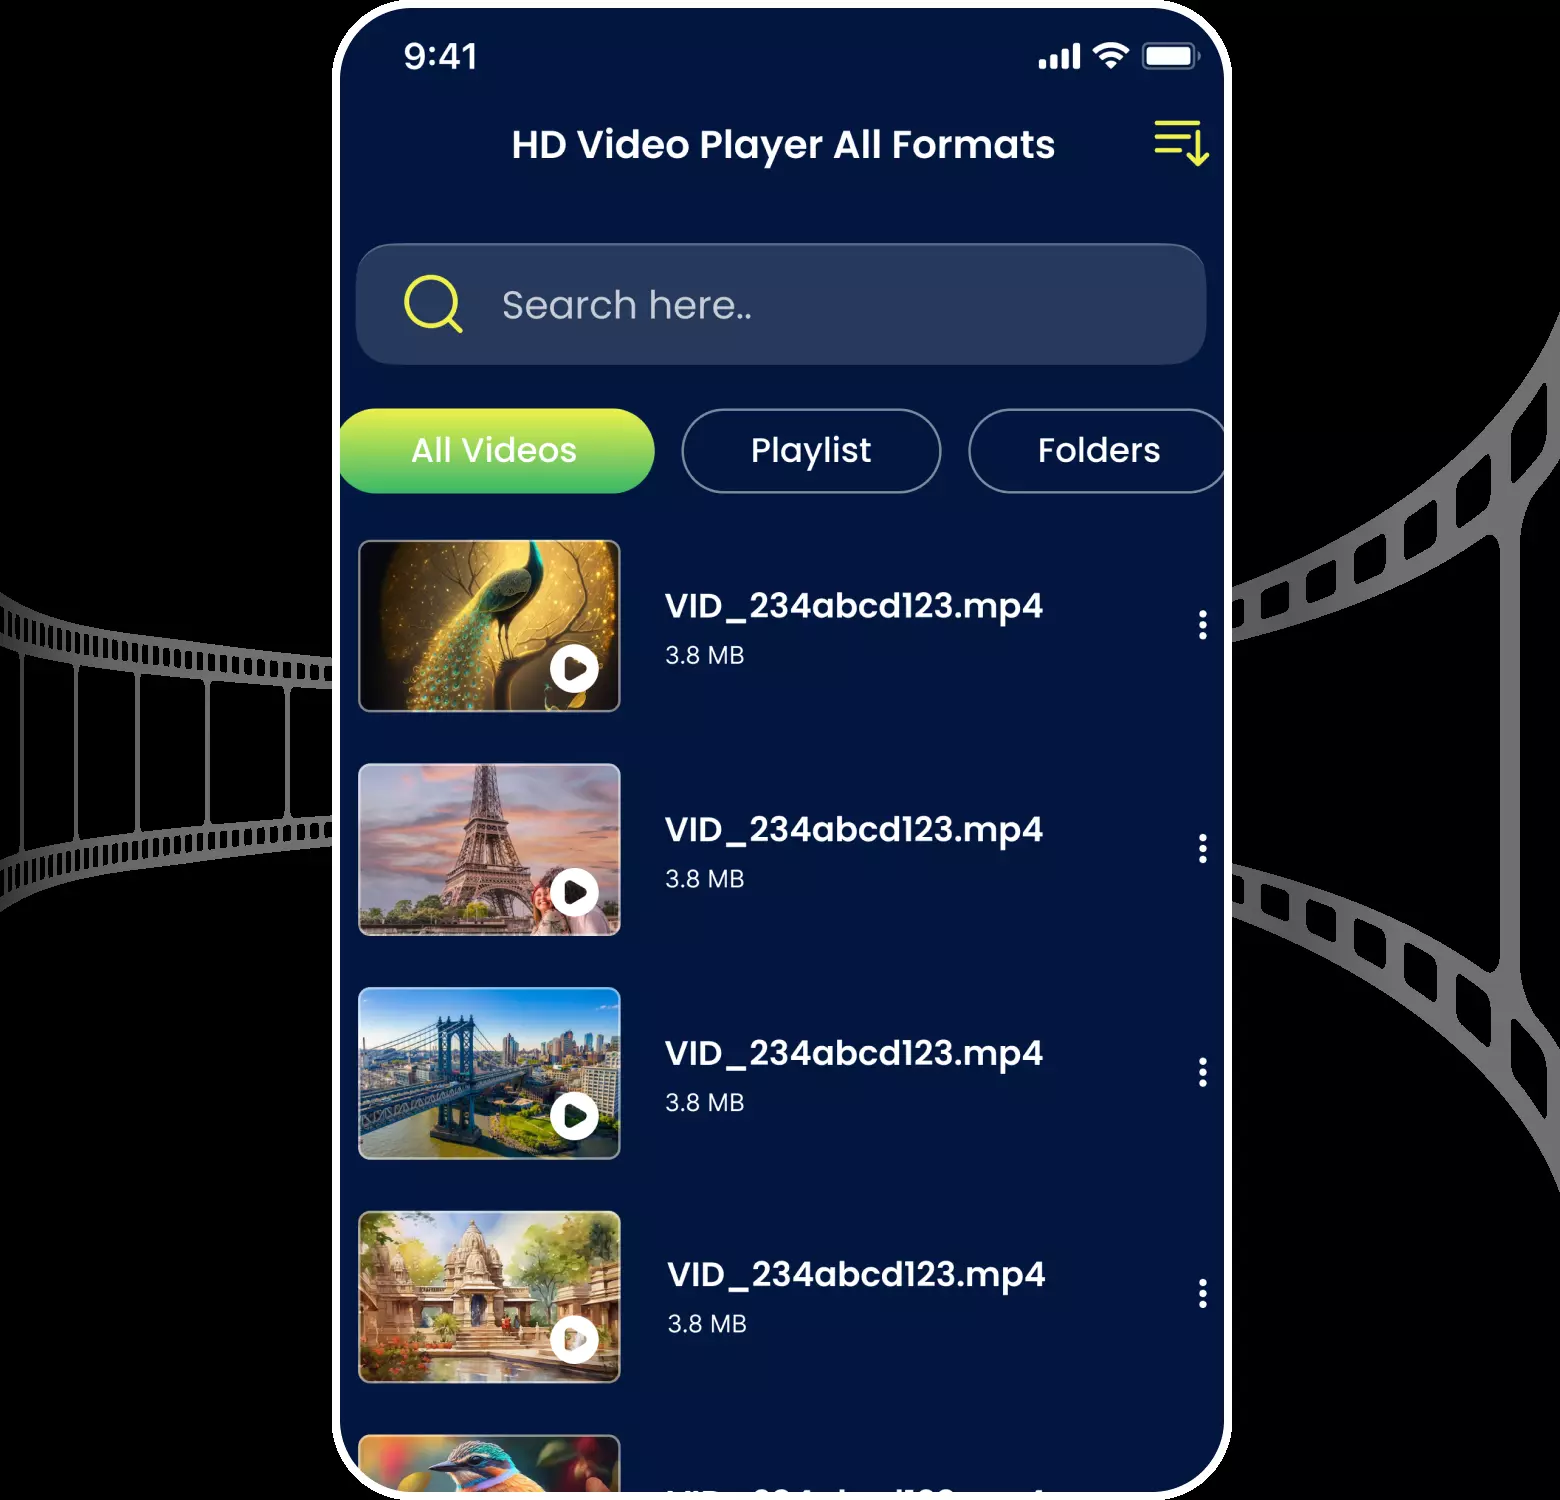 9:41
HD Video Player All Formats
Search here..
All Videos
Playlist
Folders
VID_234abcd123.mp4
3.8 MB
VID_234abcd123.mp4
3.8 MB
VID_234abcd123.mp4
3.8 MB
VID_234abcd123.mp4
3.8 MB